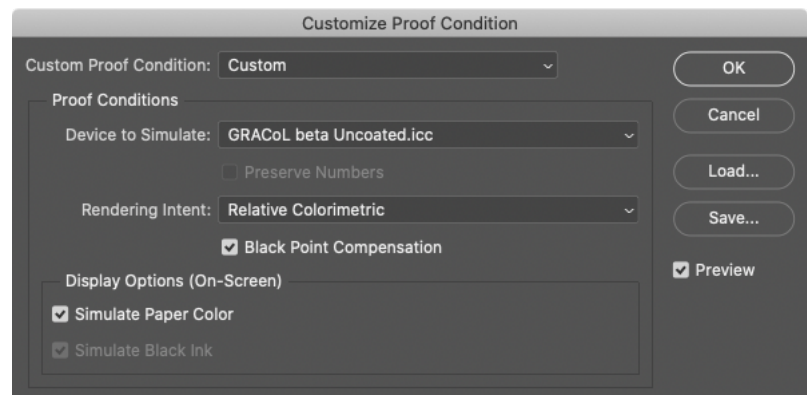 Customize Proof Condition
Custom Proof Condition: Custom
OK
Proof Conditions
Cancel
Device to Simulate: GRACoL beta Uncoated.icc
Preserve Numbers
Load...
Rendering Intent: Relative Colorimetric
Save...
Black Point Compensation
Preview
Display Options (On-Screen)
Simulate Paper Color
Simulate Black Ink